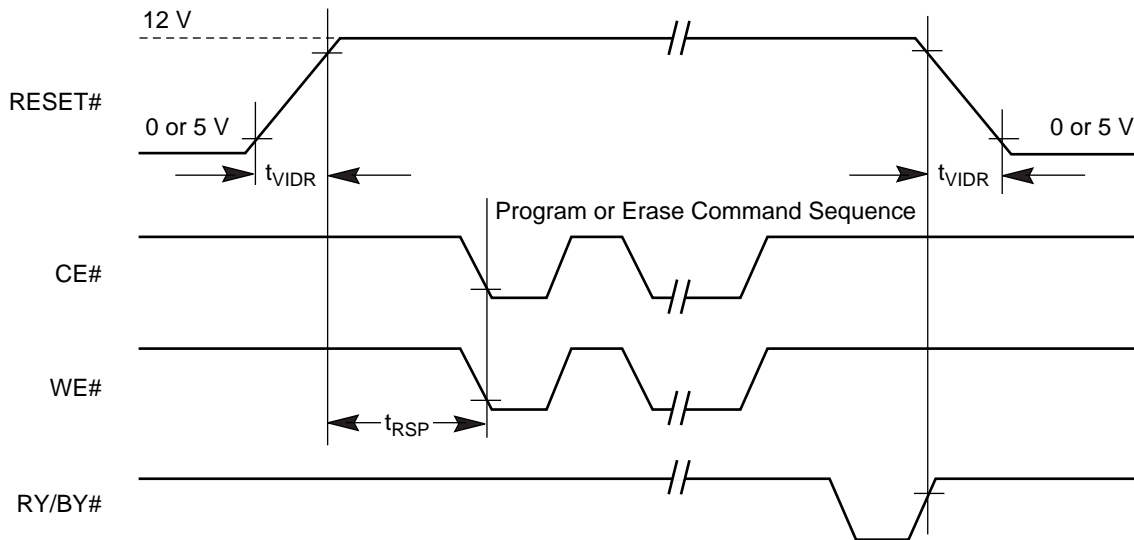 12 V
RESET#
0 or 5 V
0 or 5 V
tVIDR
tVIDR
Program or Erase Command Sequence
CE#
WE#
tRSP
RY/BY#